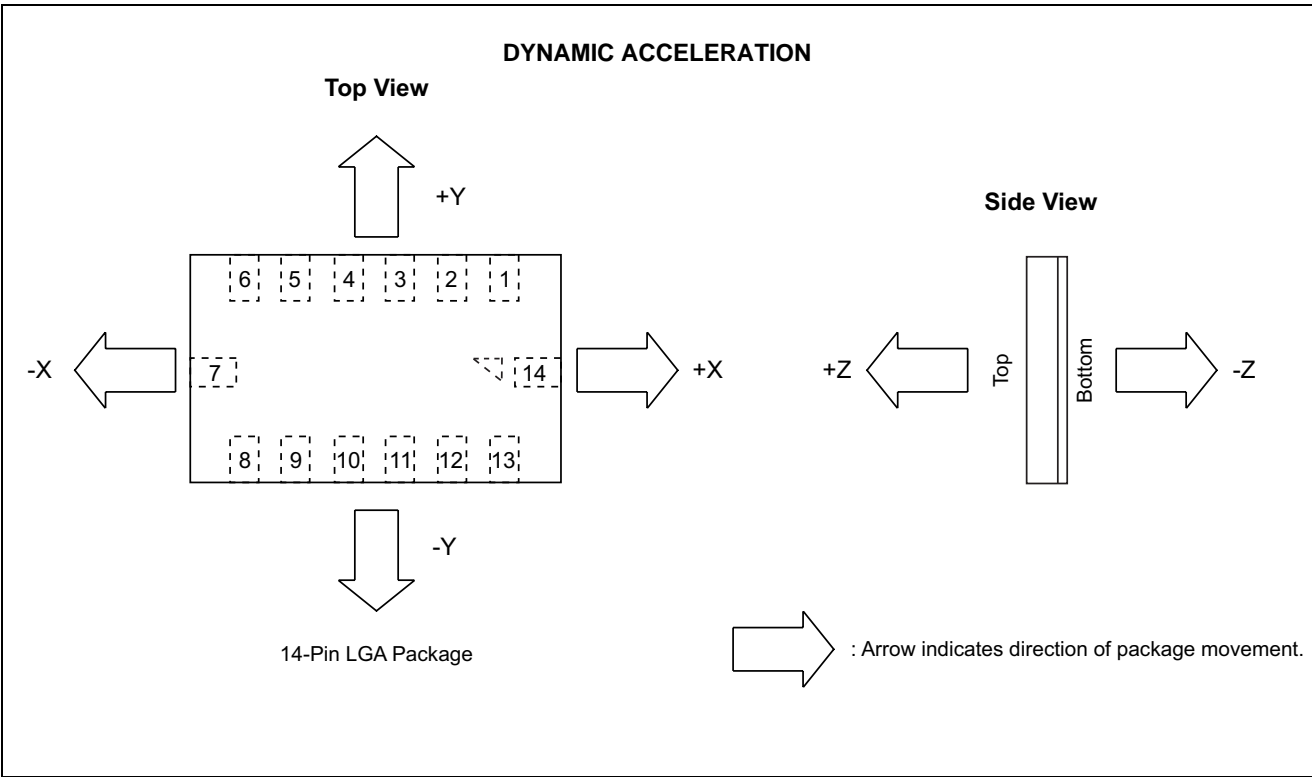 DYNAMIC ACCELERATION
Top View
+Y
Side View
6 5 4 3 2 1
-X 7 14 +X
+Z Top Bottom -Z
8 9 10 11 12 13
-Y
14-Pin LGA Package
: Arrow indicates direction of package movement.